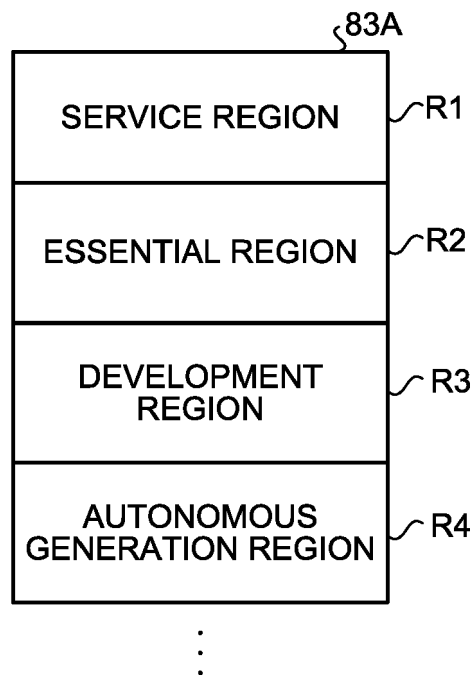 83A
SERVICE REGION
R1
ESSENTIAL REGION
R2
DEVELOPMENT
REGION
R3
AUTONOMOUS
GENERATION REGION
R4